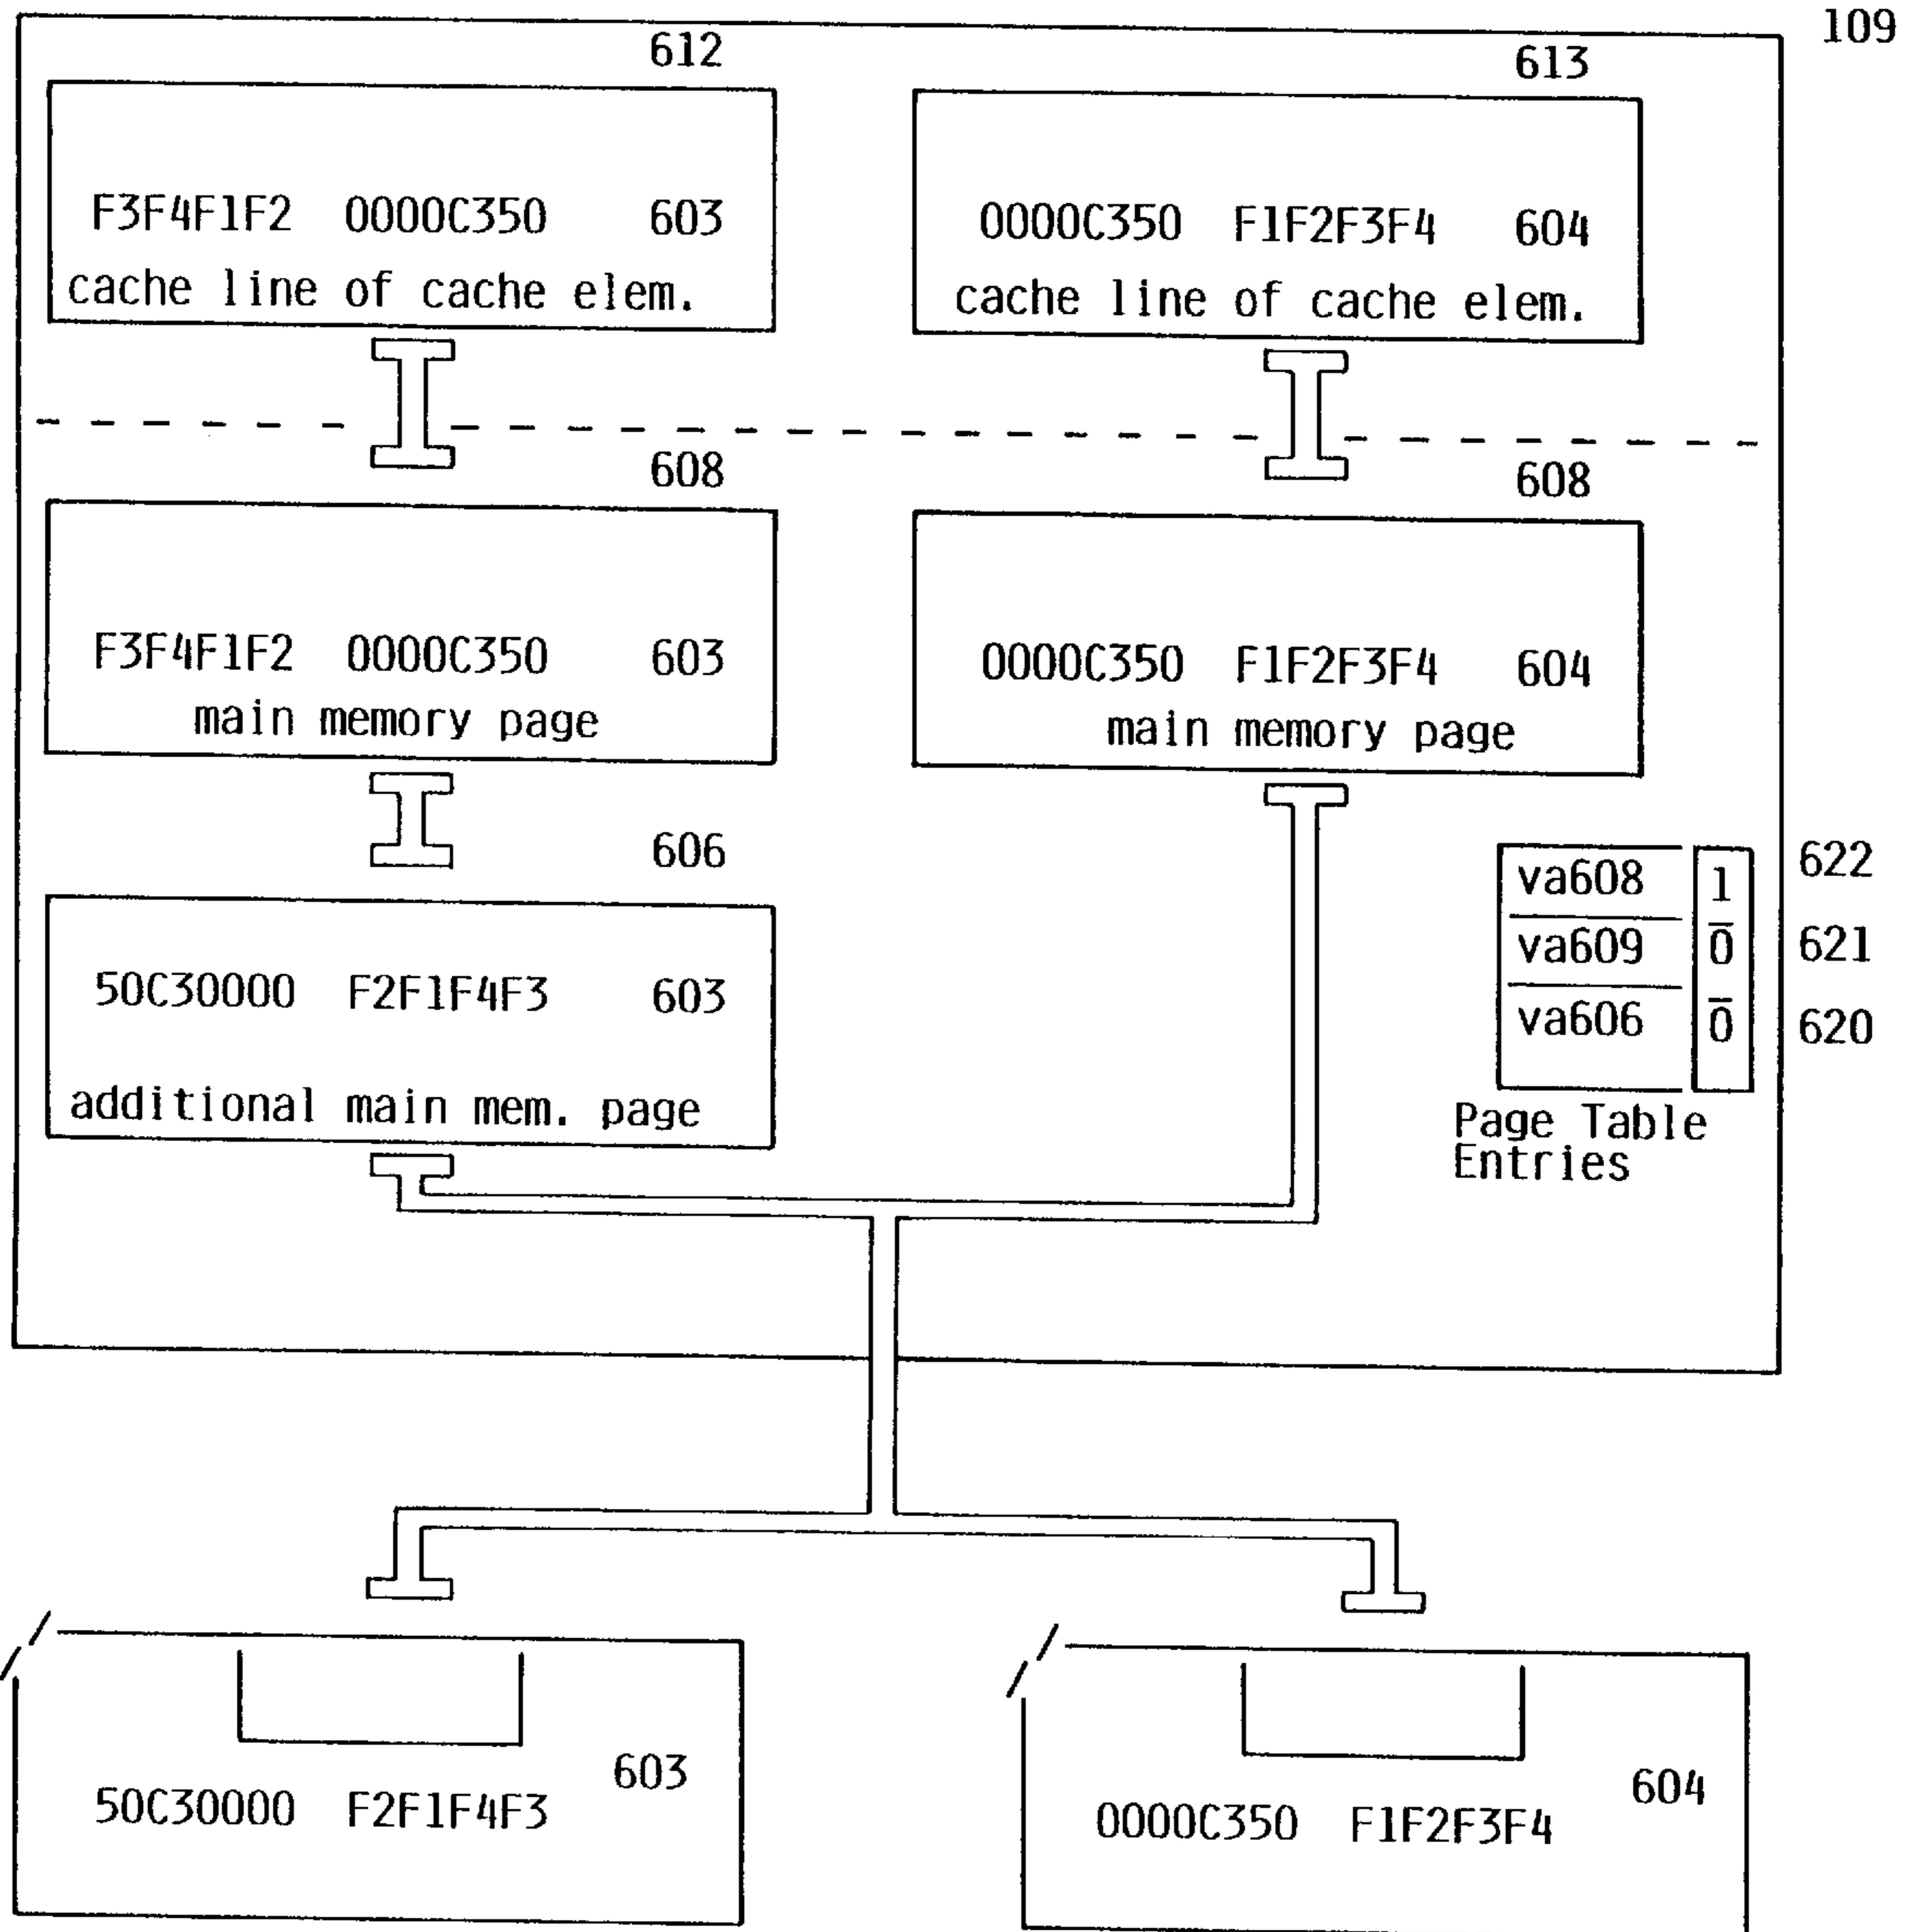 109
612
613
F3F4F1F2 0000C350 603
cache line of cache elem.
0000C350 F1F2F3F4 604
cache line of cache elem.
608
608
F3F4F1F2 0000C350 603
main memory page
0000C350 F1F2F3F4 604
main memory page
606
50C30000 F2F1F4F3 603
additional main mem. page
va608 1 622
va609 0 621
va606 0 620
Page Table
Entries
603
50C30000 F2F1F4F3
604
0000C350 F1F2F3F4